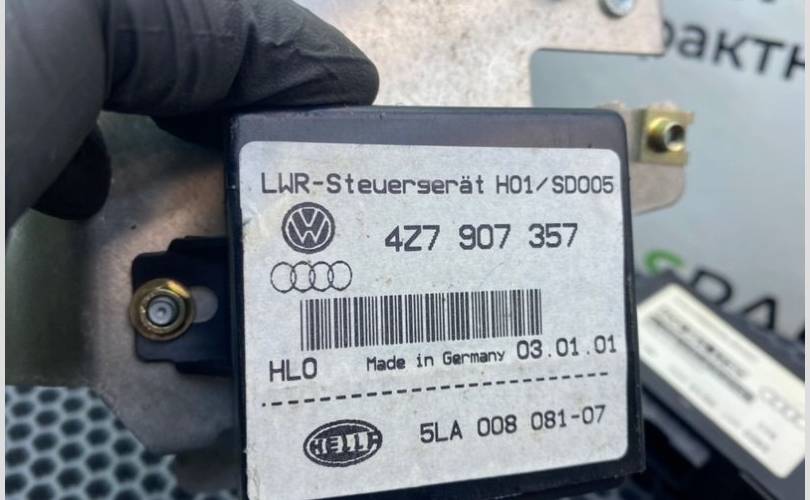 LWR-Steuergerät H01/SD005
4Z7 907 357
HLO Made in Germany 03.01.01
HELLA 5LA 008 081-07